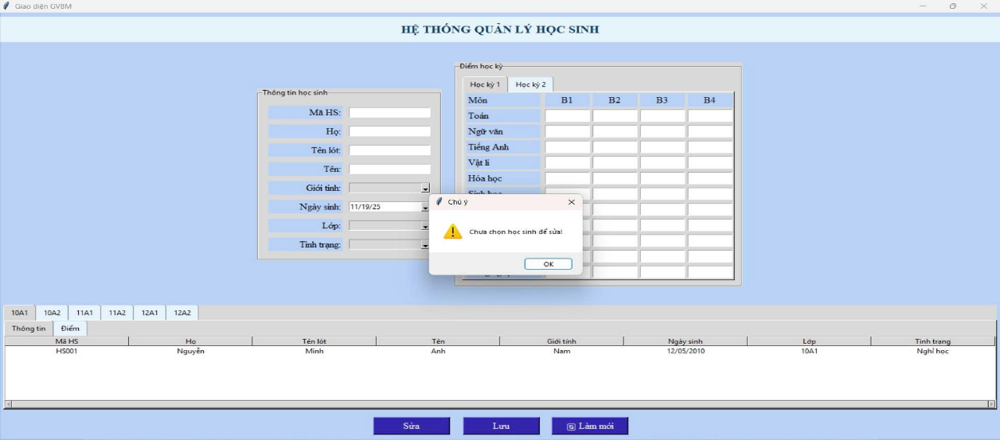 Giao diện GVBM
HỆ THỐNG QUẢN LÝ HỌC SINH
Thông tin học sinh
Mã HS:
Họ:
Tên lót:
Tên:
Giới tính:
Ngày sinh: 11/19/25
Lớp:
Tình trạng:
Điểm học kỳ
Học kỳ 1 Học kỳ 2
Môn B1 B2 B3 B4
Toán
Ngữ văn
Tiếng Anh
Vật lí
Hóa học
Sinh học
Chú ý
Chưa chọn học sinh để sửa!
OK
10A1 10A2 11A1 11A2 12A1 12A2
Thông tin Điểm
Mã HS Họ Tên lót Tên Giới tính Ngày sinh Lớp Tình trạng
HS001 Nguyễn Minh Anh Nam 12/05/2010 10A1 Nghỉ học
Sửa Lưu Làm mới